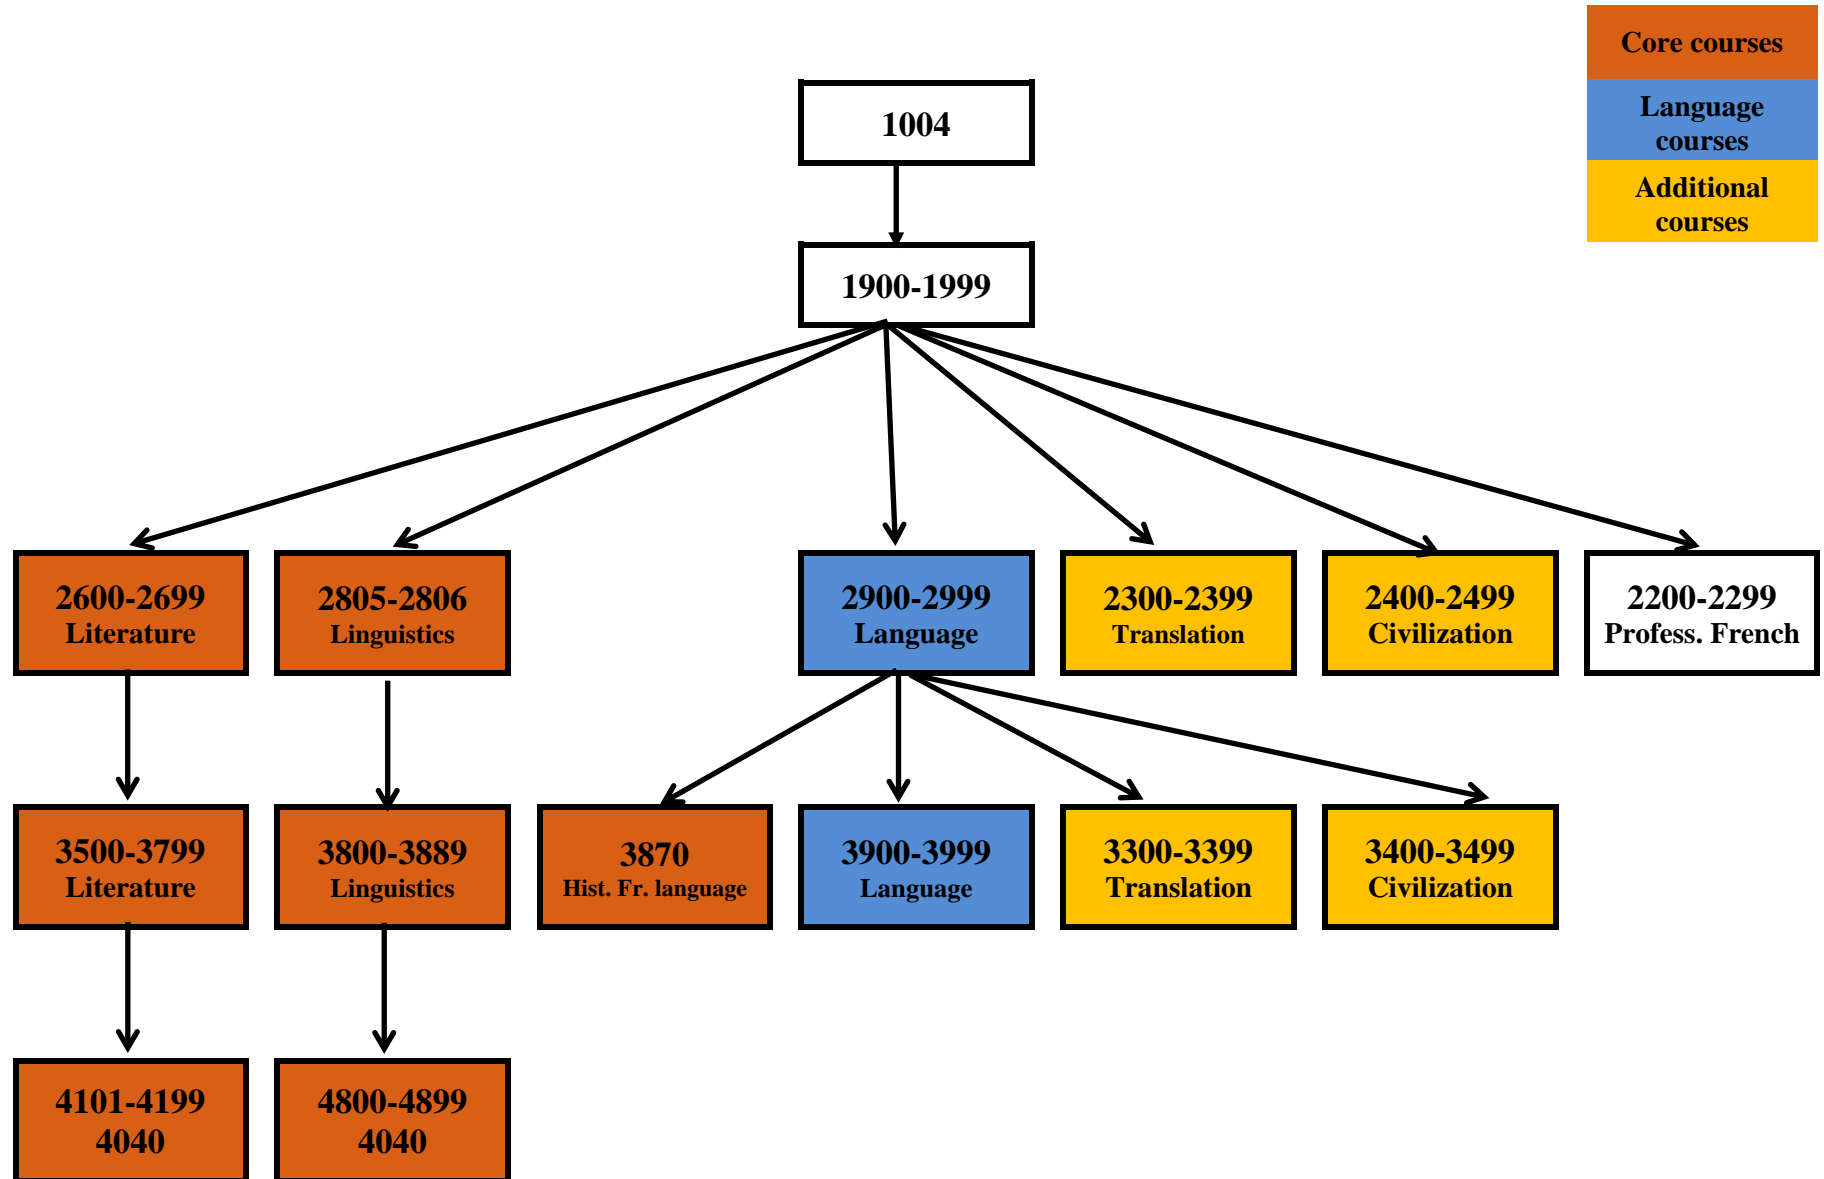 Core courses
Language
courses
Additional
courses
1004
1900-1999
2600-2699
Literature
2805-2806
Linguistics
2900-2999
Language
2300-2399
Translation
2400-2499
Civilization
2200-2299
Profess. French
3500-3799
Literature
3800-3889
Linguistics
3870
Hist. Fr. language
3900-3999
Language
3300-3399
Translation
3400-3499
Civilization
4101-4199
4040
4800-4899
4040